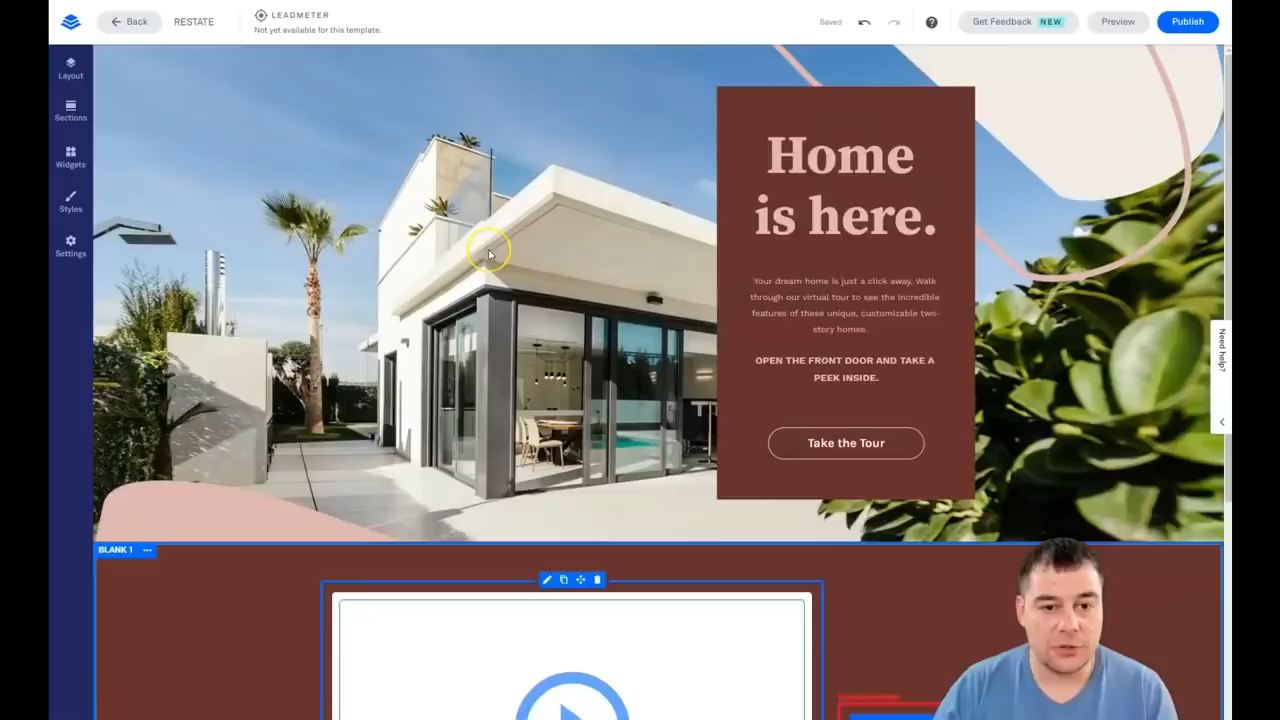 Back
RESTATE
LEADMETER
Not yet available for this template.
Saved
Get Feedback NEW
Preview
Publish
Layout
Sections
Widgets
Styles
Settings
Home
is here.
Your dream home is just a click away. Walk
through our virtual tour to see the incredible
features of these unique, customizable two-
story homes.
OPEN THE FRONT DOOR AND TAKE A
PEEK INSIDE.
Take the Tour
Need help?
BLANK 1